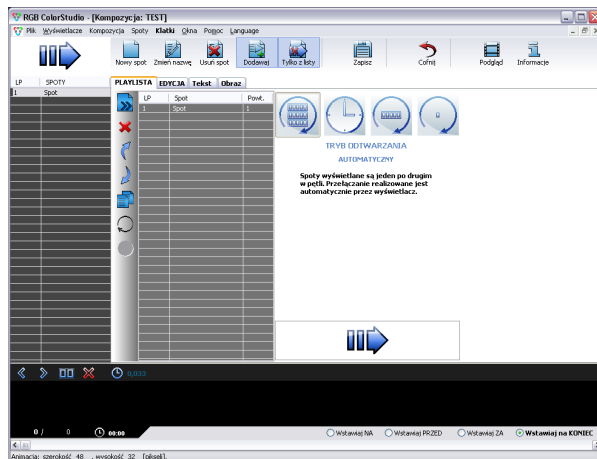 RGB ColorStudio - [Kompozycja: TEST]
Plik Wyświetlacze Kompozycja Spoty Klatki Okna Pomoc Language
Nowy spot Zmień nazwę Usuń spot Dodawaj Tylko z listy Zapisz Cofnij Podgląd Informacje
LP SPOTY
1 Spot
PLAYLISTA EDYCJA Tekst Obraz
LP Spot Powt.
1 Spot 1
TRYB ODTWARZANIA
AUTOMATYCZNY
Spoty wyświetlane są jeden po drugim
w pętli. Przełączanie realizowane jest
automatycznie przez wyświetlacz.
0,033
0 / 0 00:00
Wstawiaj NA Wstawiaj PRZED Wstawiaj ZA Wstawiaj na KONIEC
Animacja: szerokość 48 , wysokość 32 [pikseli].